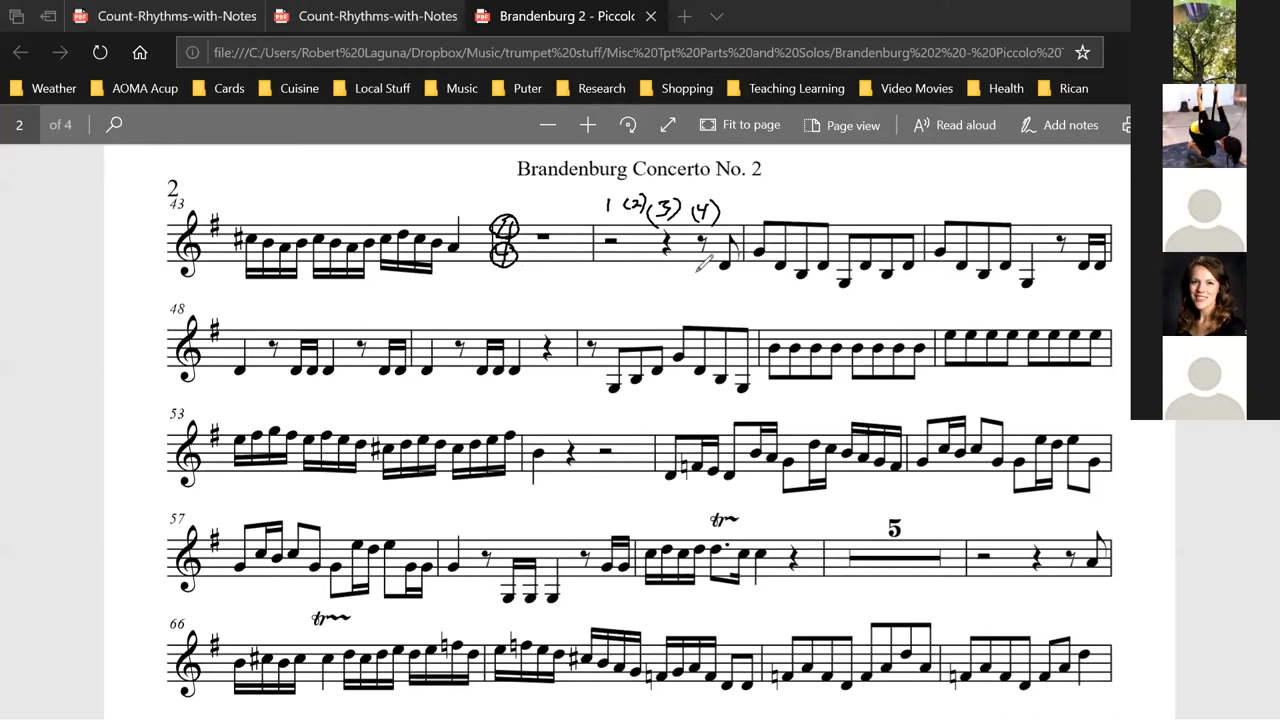 Count-Rhythms-with-Notes Count-Rhythms-with-Notes Brandenburg 2 - Piccolo
file:///C:/Users/Robert%20Laguna/Dropbox/Music/trumpet%20stuff/Misc%20Tpt%20Parts%20and%20Solos/Brandenburg%202%20-%20Piccolo%20T
Weather AOMA Acup Cards Cuisine Local Stuff Music Puter Research Shopping Teaching Learning Video Movies Health Rican
2 of 4 Fit to page Page view Read aloud Add notes
Brandenburg Concerto No. 2
2
1 (2) (3) (4)
43
4
48
53
57
tr
5
66
tr